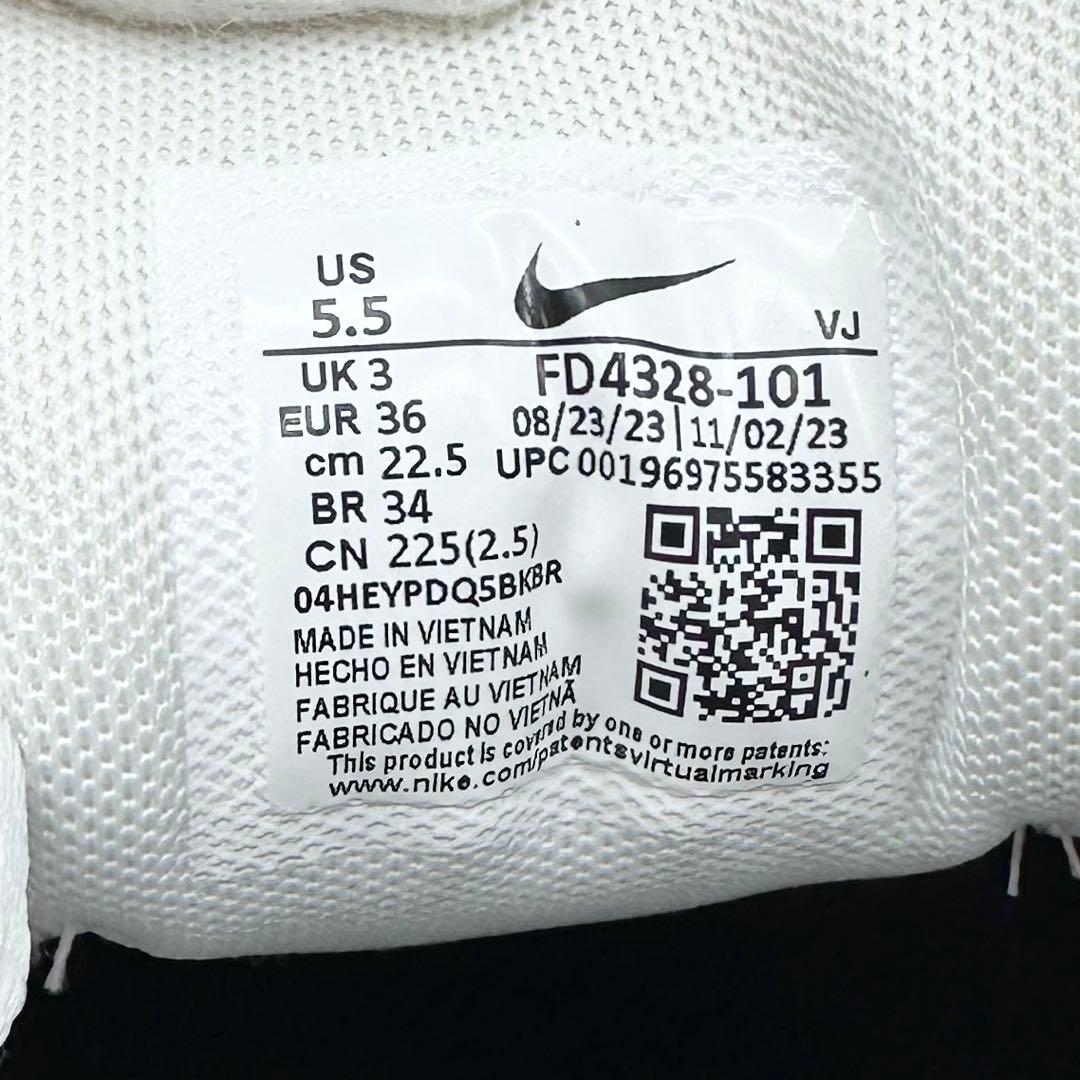 US
5.5
VJ
UK 3
EUR 36
cm 22.5
BR 34
CN 225(2.5)
FD4328-101
08/23/23|11/02/23
UPC 00196975583355
04HEYPDQ5BKBR
MADE IN VIETNAM
HECHO EN VIETNAM
FABRIQUE AU VIETNAM
FABRICADO NO VIETNÃ
This product is covered by one or more patents:
www.nike.com/patentsvirtualmarking